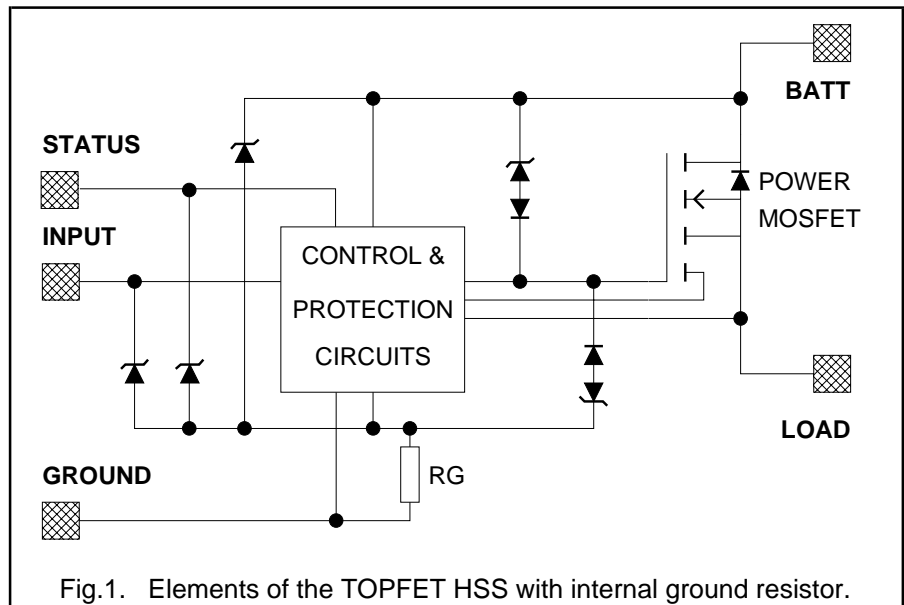 BATT
STATUS
POWER
MOSFET
INPUT
CONTROL &
PROTECTION
CIRCUITS
LOAD
GROUND
RG
Fig.1. Elements of the TOPFET HSS with internal ground resistor.